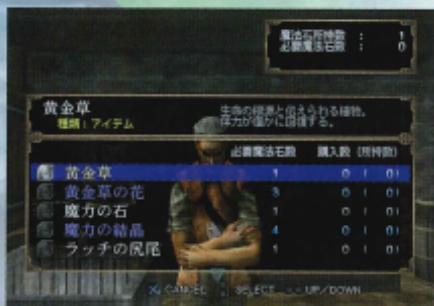 魔法石所持数 : 1
必要魔法石数 : 0
黄金草
種類:アイテム
生命の根源と伝えられる植物。
体力が僅かに回復する。
必要魔法石数 購入数 (所持数)
黄金草 1 0 ( 0)
黄金草の花 3 0 ( 0)
魔力の石 1 0 ( 0)
魔力の結晶 4 0 ( 0)
ラッチの尻尾 1 0 ( 0)
CANCEL SELECT UP/DOWN